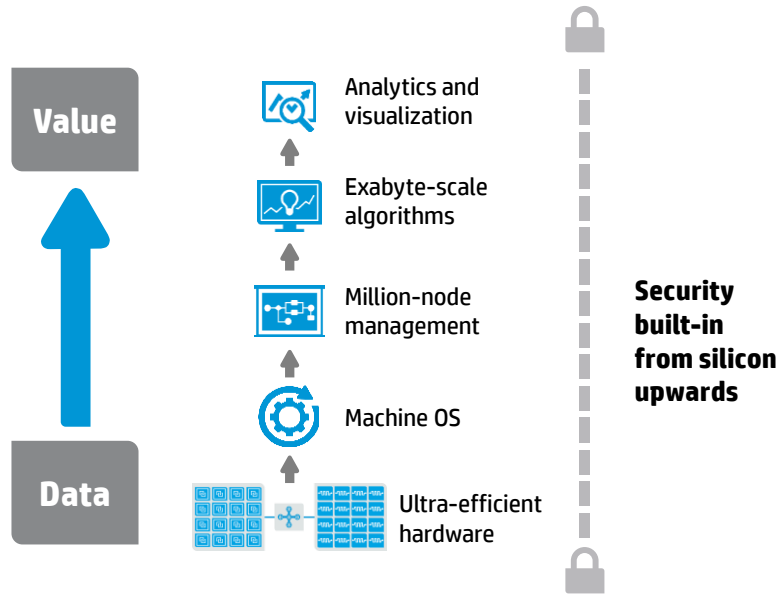 Value
Data
Analytics and
visualization
Exabyte-scale
algorithms
Million-node
management
Machine OS
Ultra-efficient
hardware
Security
built-in
from silicon
upwards